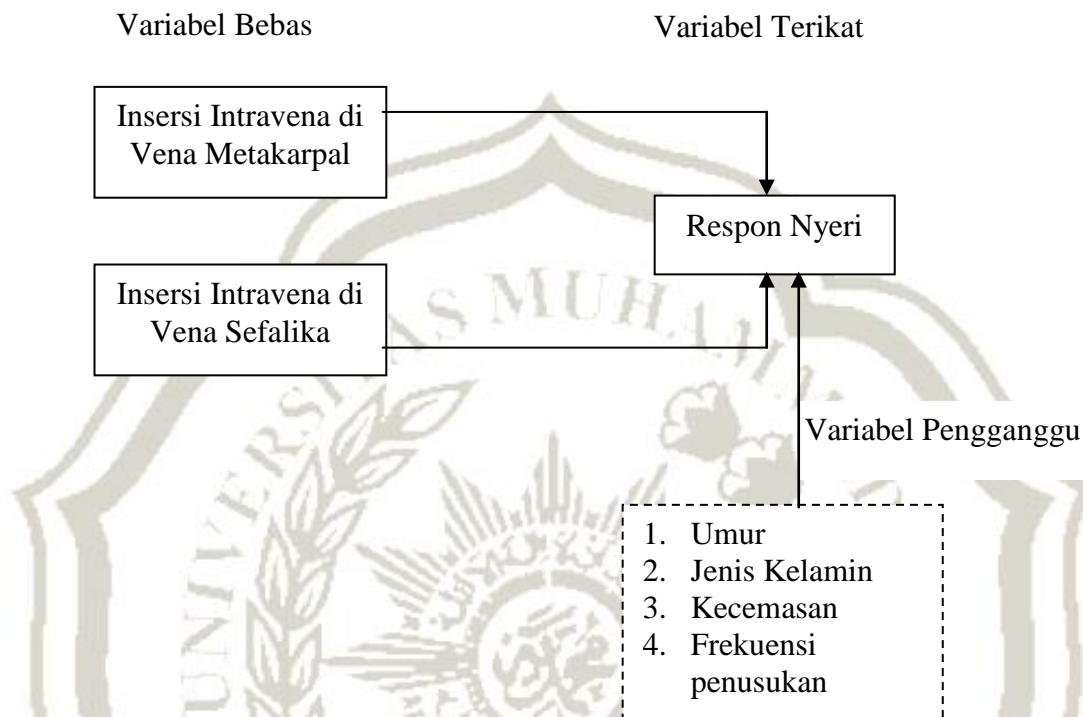 Variabel Bebas
Variabel Terikat
Insersi Intravena di
Vena Metakarpal
Respon Nyeri
Insersi Intravena di
Vena Sefalika
Variabel Pengganggu
1. Umur
2. Jenis Kelamin
3. Kecemasan
4. Frekuensi
penusukan